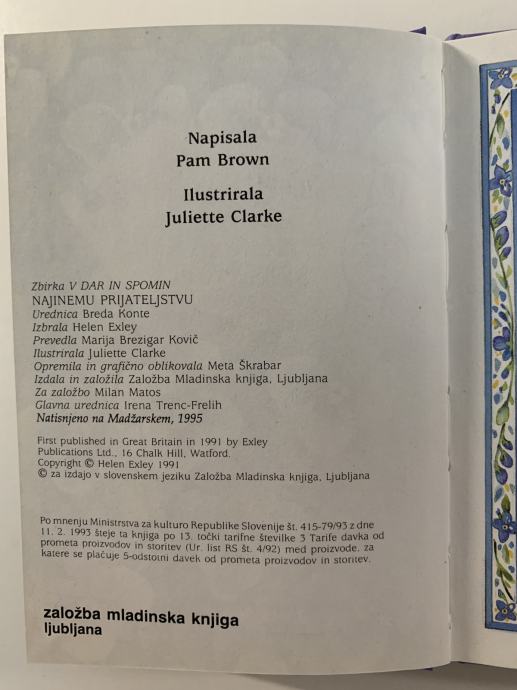 Napisala
Pam Brown
Ilustrirala
Juliette Clarke
Zbirka V DAR IN SPOMIN
NAJINEMU PRIJATELJSTVU
Urednica Breda Konte
Izbrala Helen Exley
Prevedla Marija Brezigar Kovič
Ilustrirala Juliette Clarke
Opremila in grafično oblikovala Meta Škrabar
Izdala in založila Založba Mladinska knjiga, Ljubljana
Za založbo Milan Matos
Glavna urednica Irena Trenc-Frelih
Natisnjeno na Madžarskem, 1995
First published in Great Britain in 1991 by Exley
Publications Ltd., 16 Chalk Hill, Watford.
Copyright © Helen Exley 1991
© za izdajo v slovenskem jeziku Založba Mladinska knjiga, Ljubljana
Po mnenju Ministrstva za kulturo Republike Slovenije št. 415-79/93 z dne
11. 2. 1993 šteje ta knjiga po 13. točki tarifne številke 3 Tarife davka od
prometa proizvodov in storitev (Ur. list RS št. 4/92) med proizvode, za
katere se plačuje 5-odstotni davek od prometa proizvodov in storitev.
založba mladinska knjiga
ljubljana